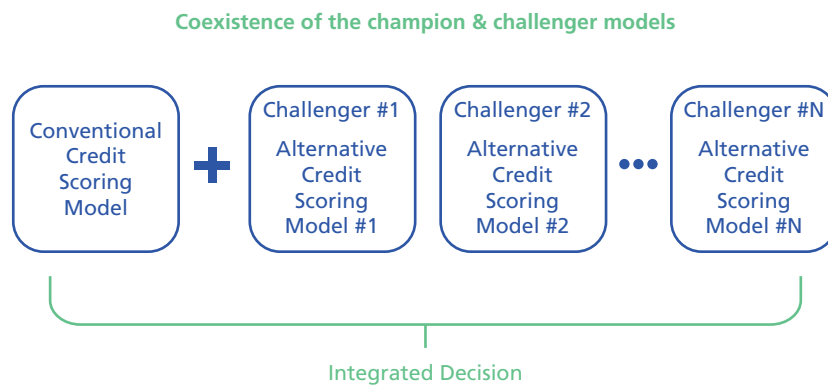 Coexistence of the champion & challenger models
Conventional
Credit
Scoring
Model
Challenger #1
Alternative
Credit
Scoring
Model #1
Challenger #2
Alternative
Credit
Scoring
Model #2
Challenger #N
Alternative
Credit
Scoring
Model #N
Integrated Decision